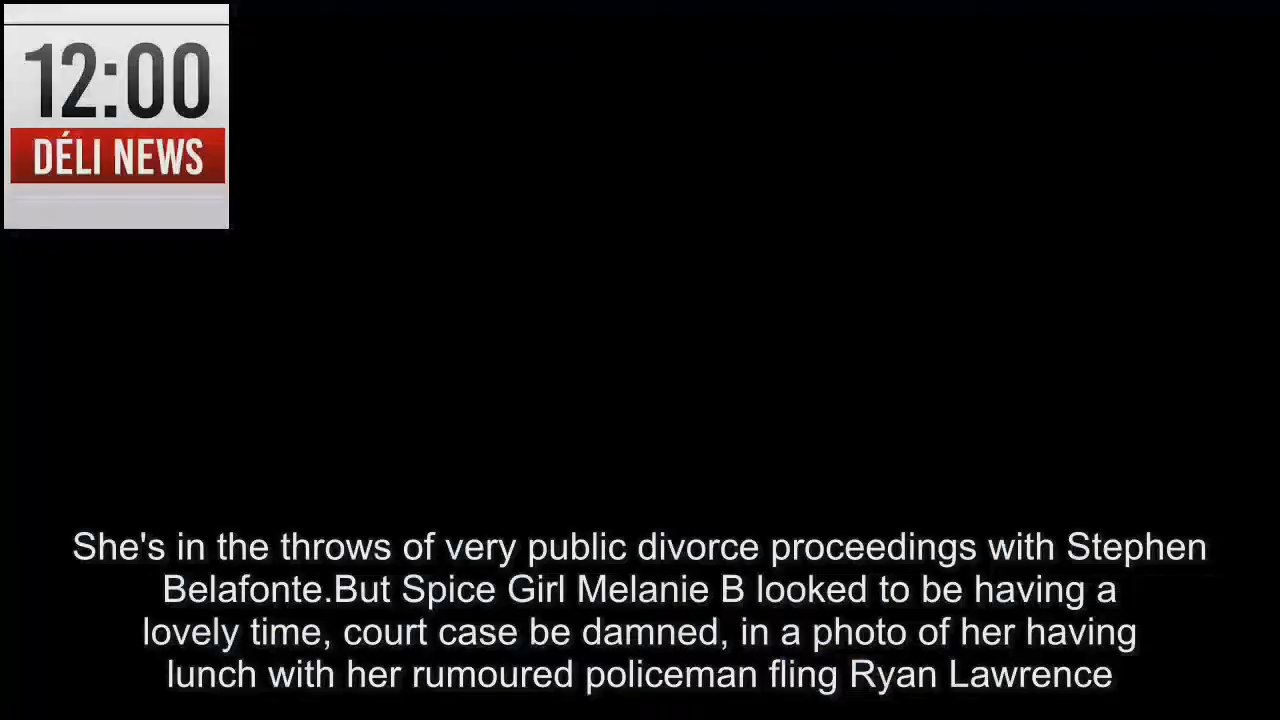 12:00
DÉLI NEWS
She's in the throws of very public divorce proceedings with Stephen
Belafonte.But Spice Girl Melanie B looked to be having a
lovely time, court case be damned, in a photo of her having
lunch with her rumoured policeman fling Ryan Lawrence